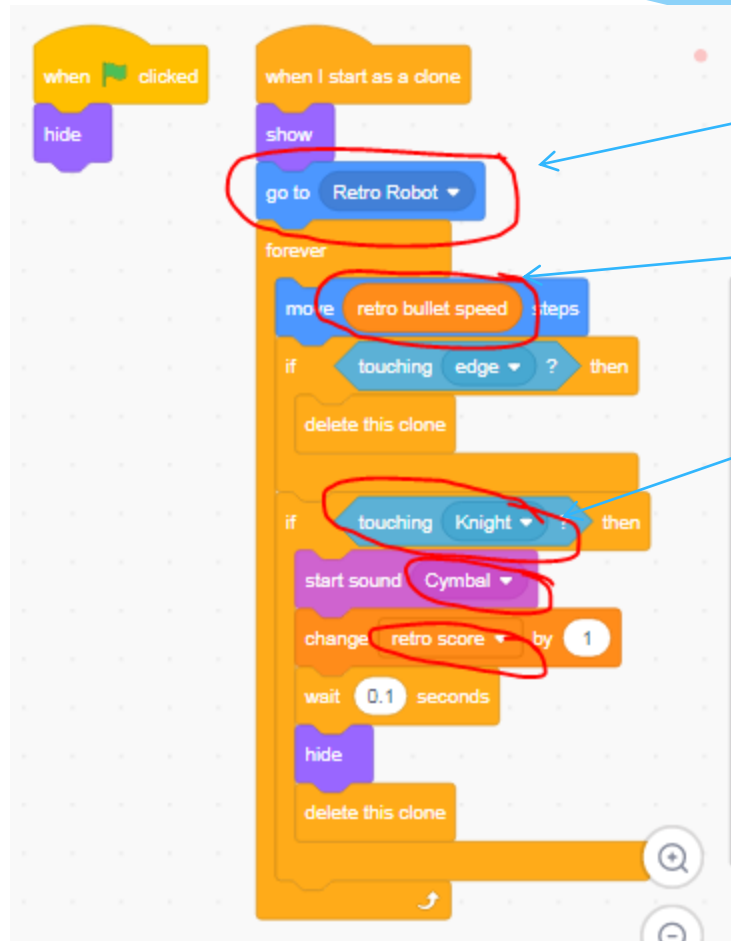 when clicked
hide
when I start as a clone
show
go to Retro Robot
forever
move retro bullet speed steps
if touching edge ? then
delete this clone
if touching Knight ? then
start sound Cymbal
change retro score by 1
wait 0.1 seconds
hide
delete this clone